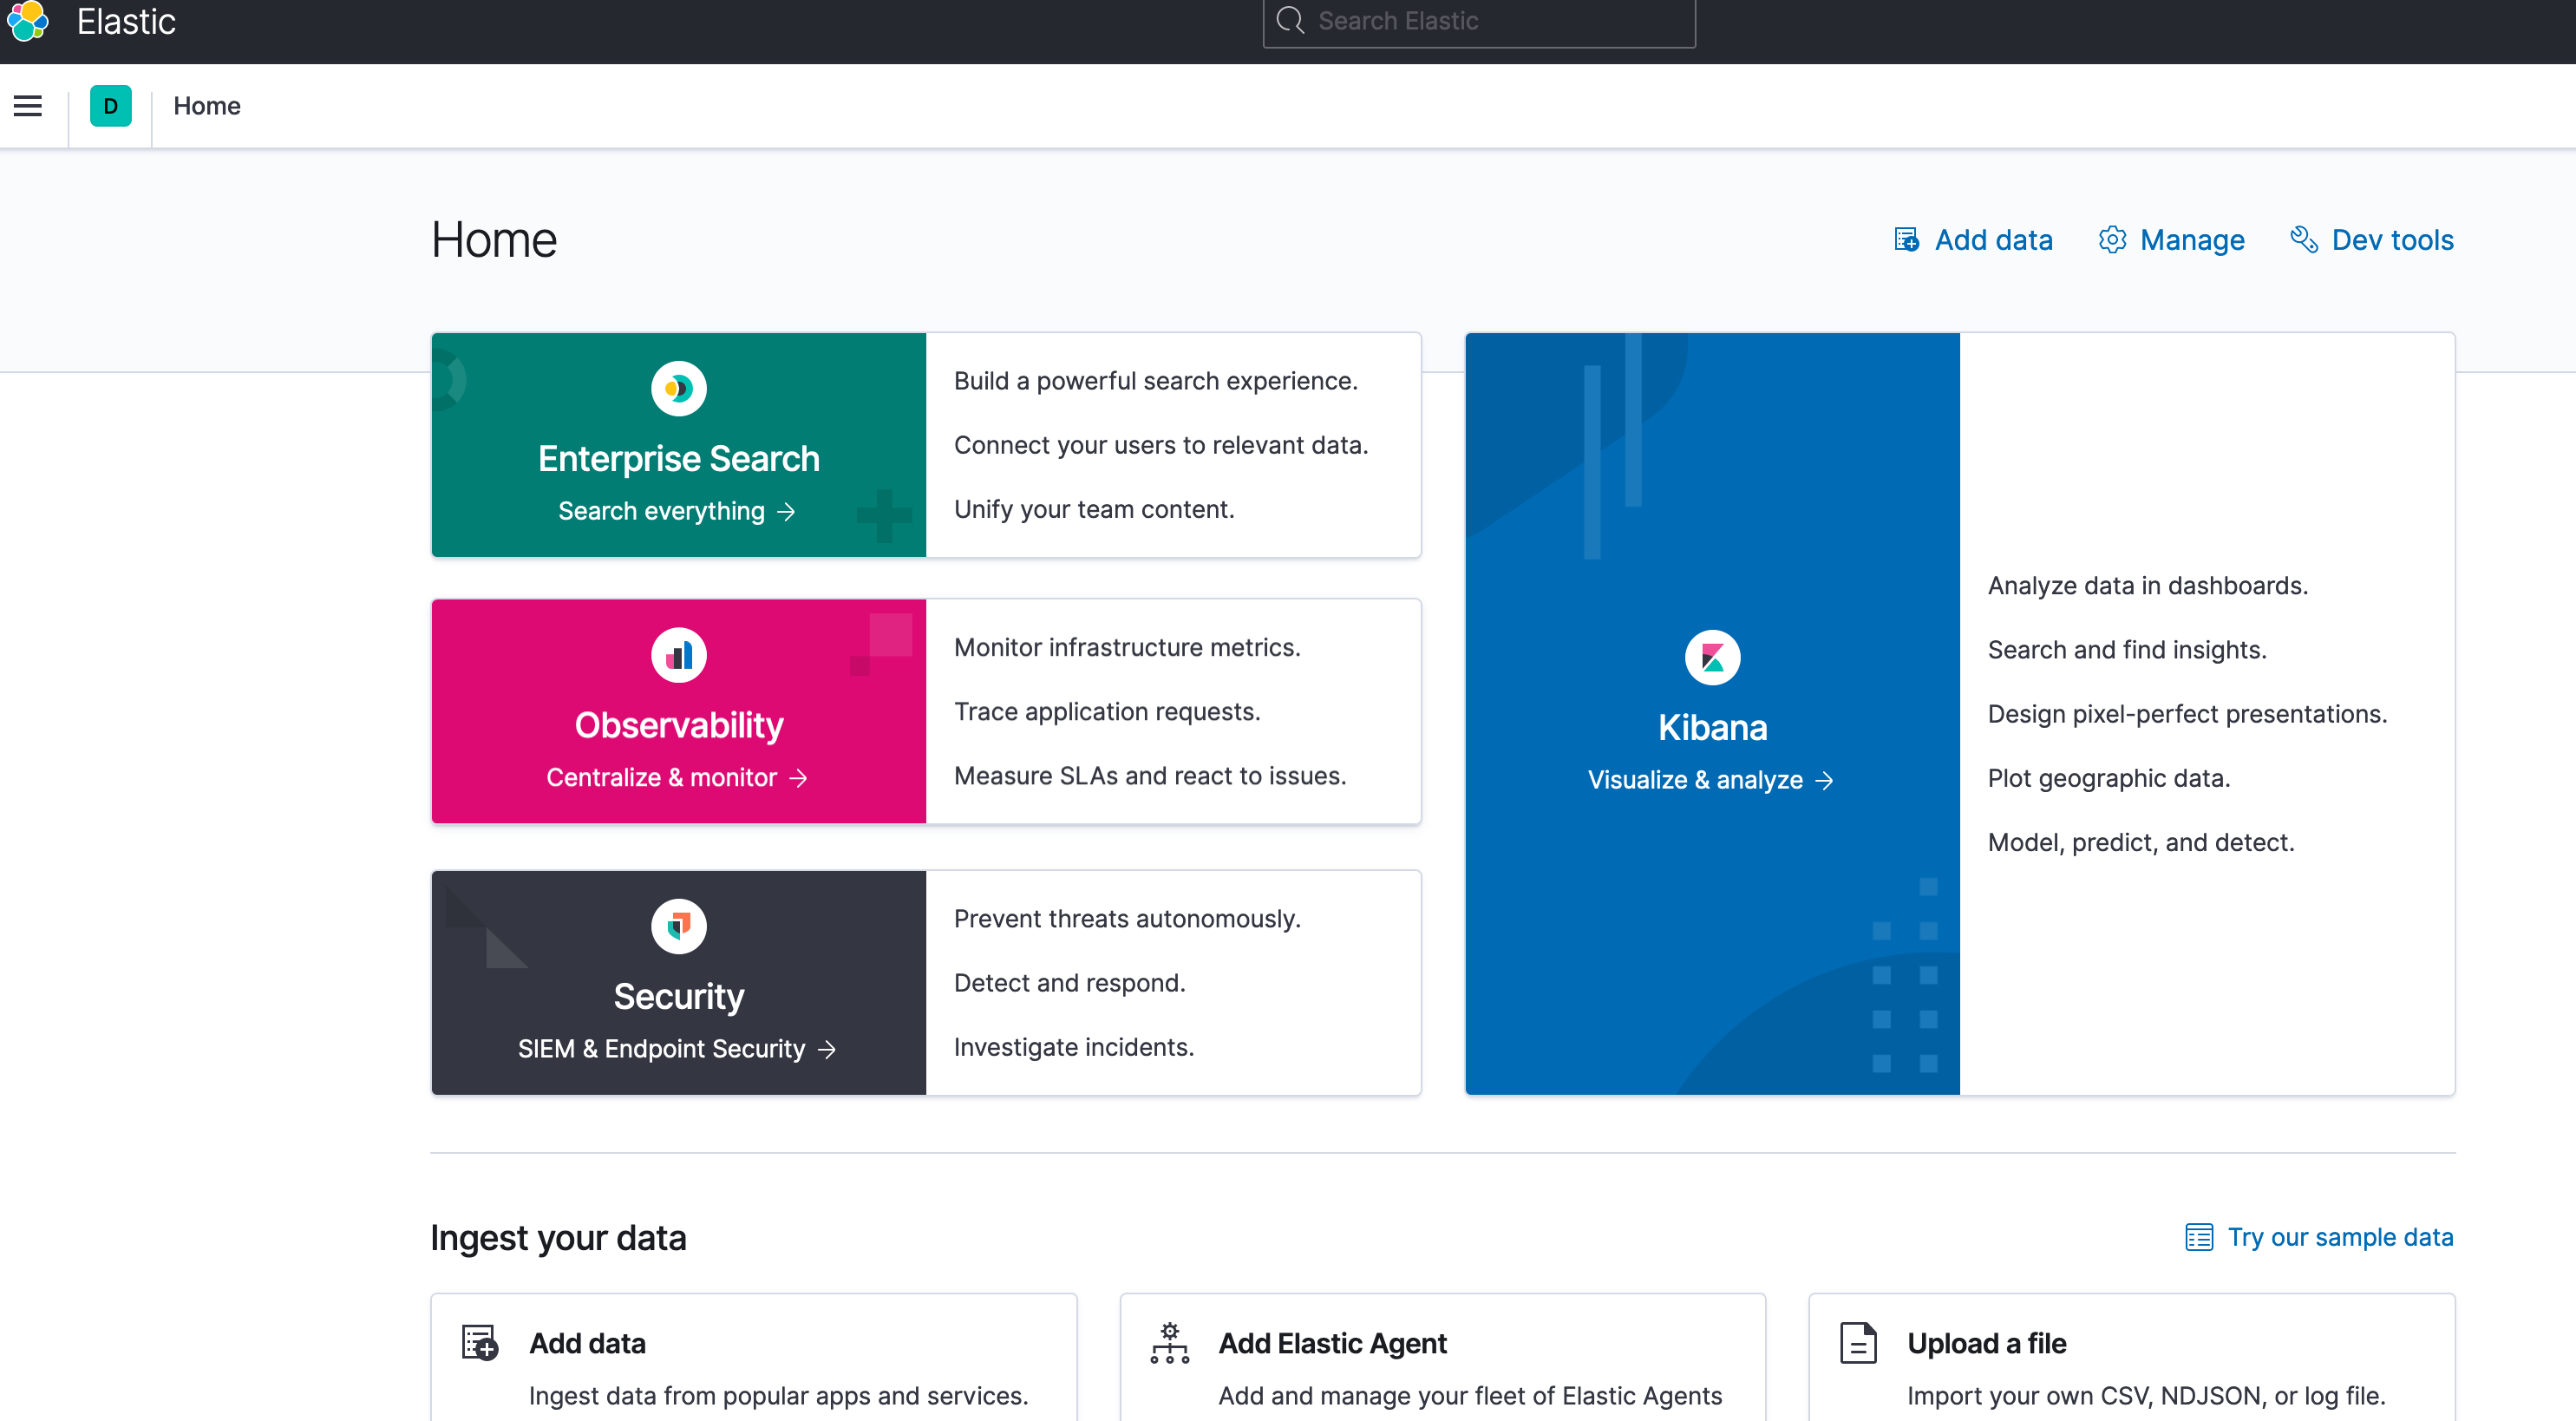 Elastic
Search Elastic
D
Home
Home
Add data
Manage
Dev tools
Enterprise Search
Search everything →
Build a powerful search experience.
Connect your users to relevant data.
Unify your team content.
Observability
Centralize & monitor →
Monitor infrastructure metrics.
Trace application requests.
Measure SLAs and react to issues.
Security
SIEM & Endpoint Security →
Prevent threats autonomously.
Detect and respond.
Investigate incidents.
Kibana
Visualize & analyze →
Analyze data in dashboards.
Search and find insights.
Design pixel-perfect presentations.
Plot geographic data.
Model, predict, and detect.
Ingest your data
Try our sample data
Add data
Ingest data from popular apps and services.
Add Elastic Agent
Add and manage your fleet of Elastic Agents
Upload a file
Import your own CSV, NDJSON, or log file.